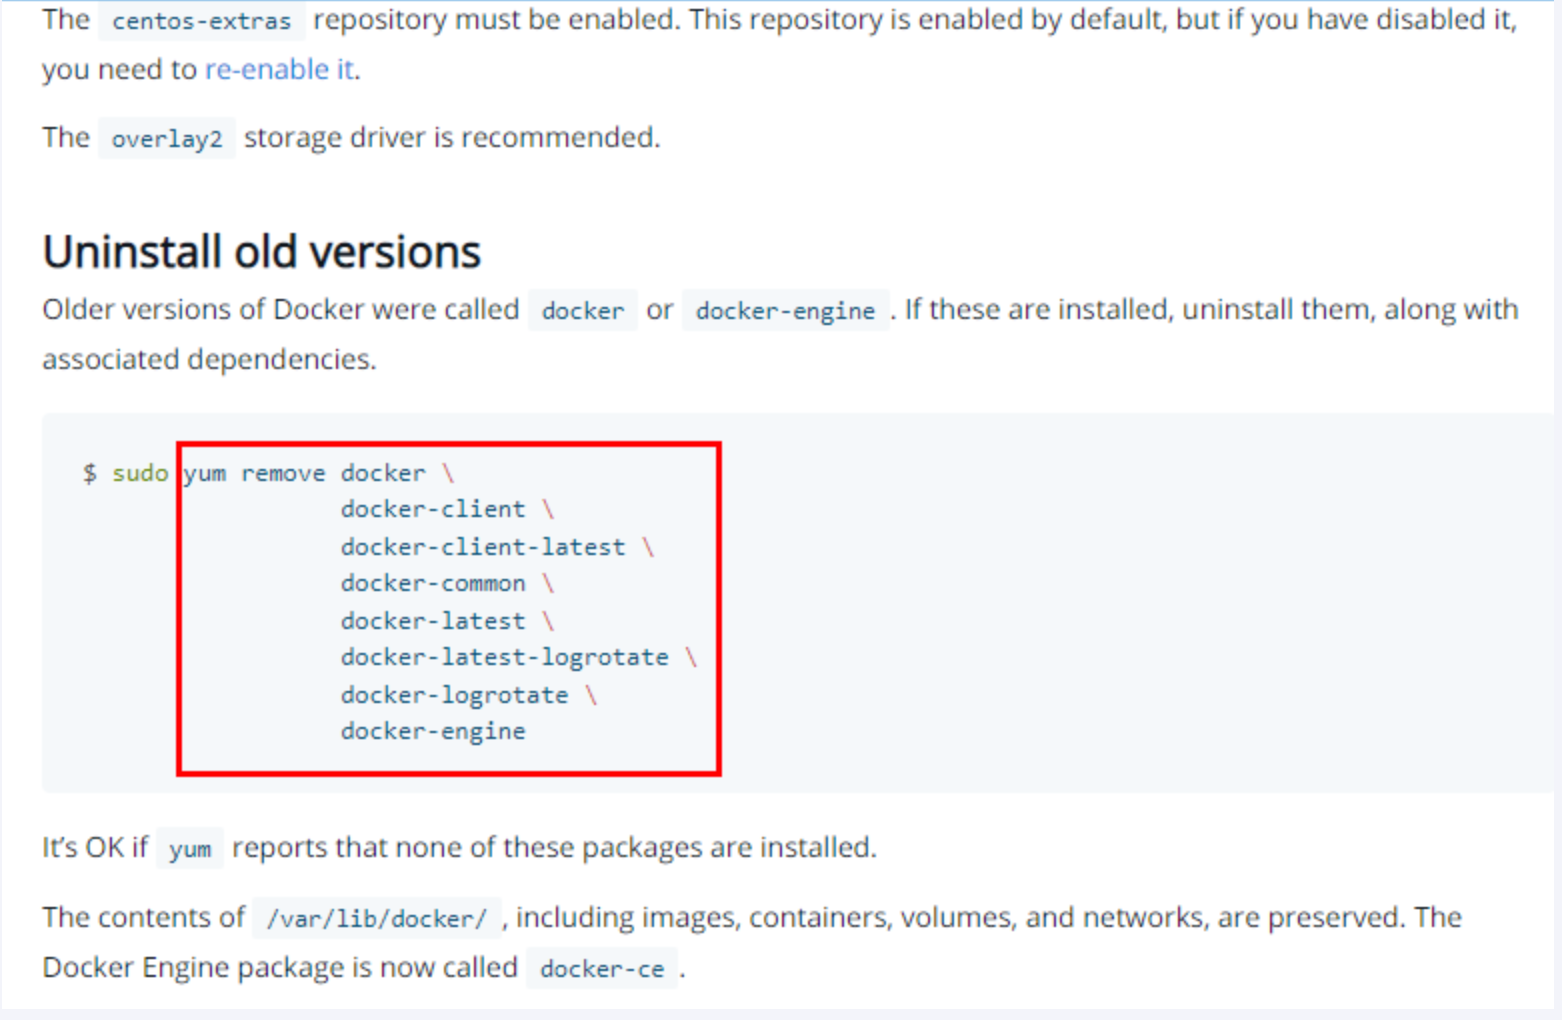 The centos-extras repository must be enabled. This repository is enabled by default, but if you have disabled it,
you need to re-enable it.
The overlay2 storage driver is recommended.
Uninstall old versions
Older versions of Docker were called docker or docker-engine . If these are installed, uninstall them, along with
associated dependencies.
$ sudo yum remove docker \
docker-client \
docker-client-latest \
docker-common \
docker-latest \
docker-latest-logrotate \
docker-logrotate \
docker-engine
It’s OK if yum reports that none of these packages are installed.
The contents of /var/lib/docker/ , including images, containers, volumes, and networks, are preserved. The
Docker Engine package is now called docker-ce .